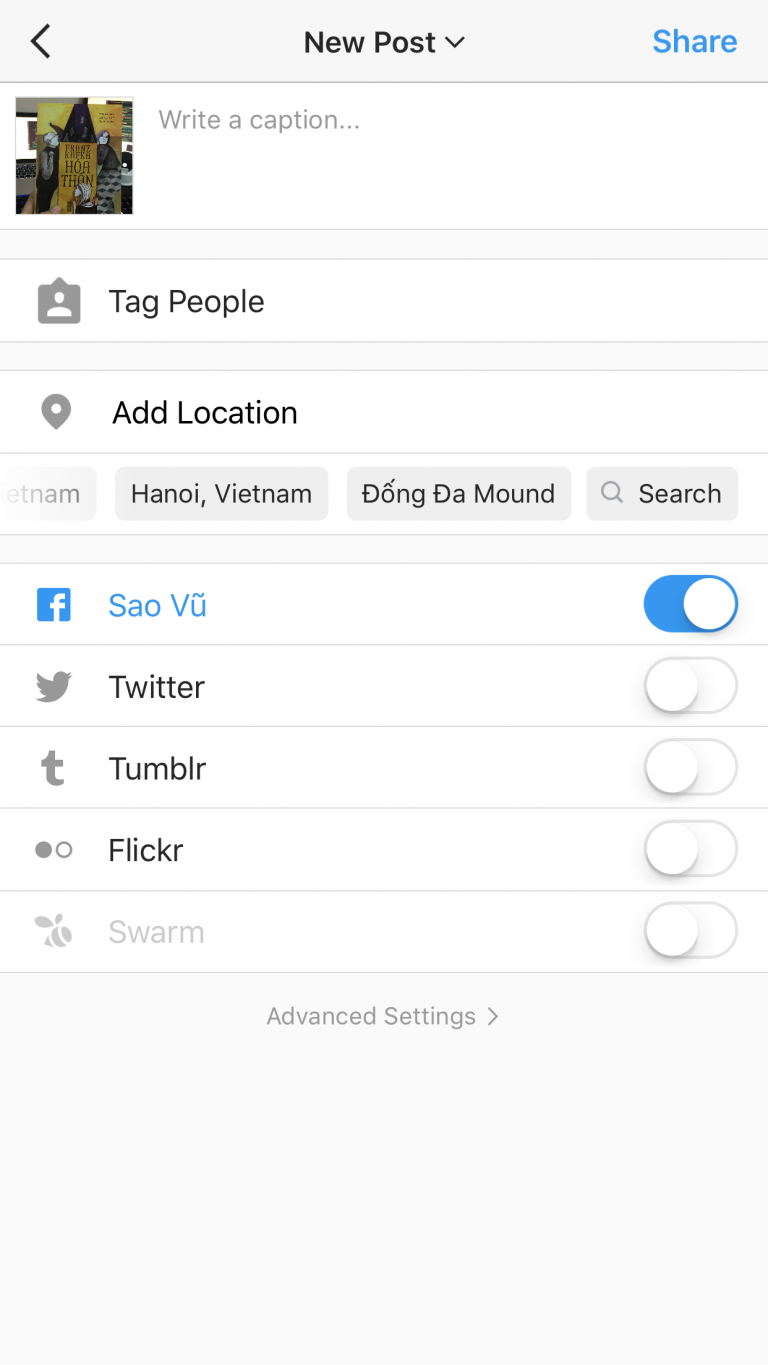 New Post
Share
Write a caption...
FRANZ
KAFKA
HÓA
THÂN
Tag People
Add Location
etnam
Hanoi, Vietnam
Đống Đa Mound
Search
Sao Vũ
Twitter
Tumblr
Flickr
Swarm
Advanced Settings